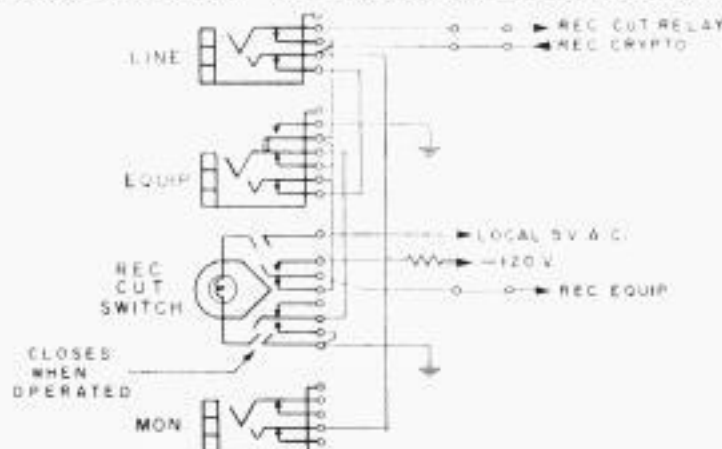 REC CUT RELAY
LINE
REC CRYPTO
EQUIP
LOCAL 5V A.C.
REC
CUT
SWITCH
-120 V.
REC EQUIP
CLOSES
WHEN
OPERATED
MON